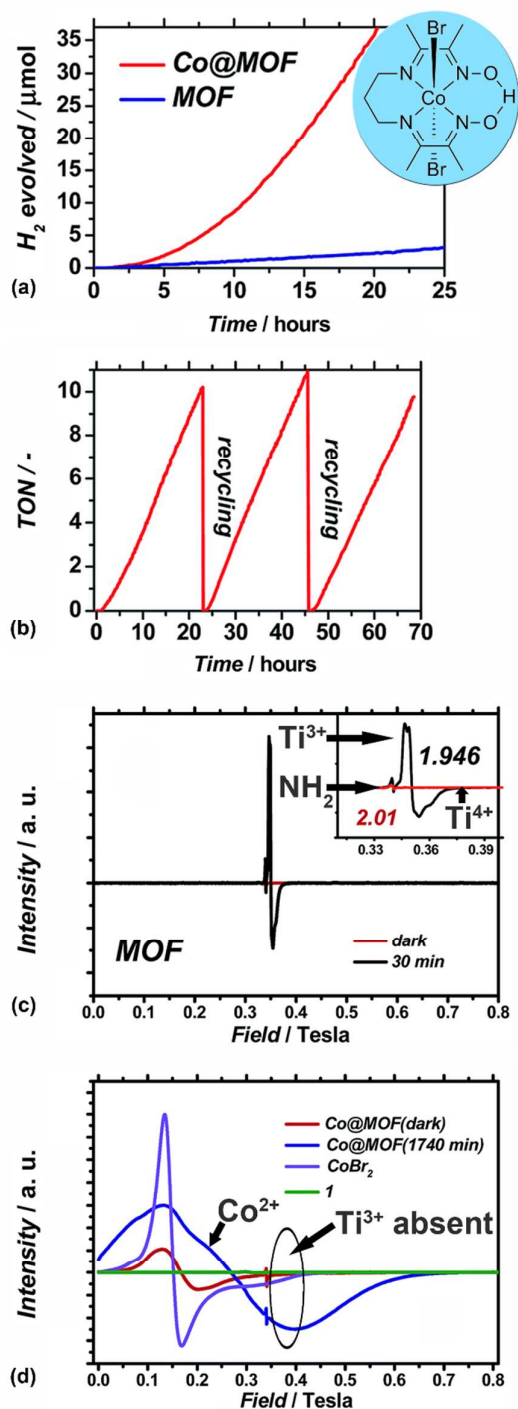 H₂ evolved / μmol
35
30
25
20
15
10
5
0
Co@MOF
MOF
Br
N
N
O
Co
H
N
N
O
Br
0
5
10
15
20
25
Time / hours
(a)
TON / -
10
8
6
4
2
0
recycling
recycling
0
10
20
30
40
50
60
70
Time / hours
(b)
Intensity / a. u.
Ti³⁺
1.946
NH₂
2.01
Ti⁴⁺
0.33
0.36
0.39
MOF
dark
30 min
0.0
0.1
0.2
0.3
0.4
0.5
0.6
0.7
0.8
Field / Tesla
(c)
Intensity / a. u.
Co@MOF(dark)
Co@MOF(1740 min)
CoBr₂
1
Co²⁺
Ti³⁺ absent
0.0
0.1
0.2
0.3
0.4
0.5
0.6
0.7
0.8
Field / Tesla
(d)